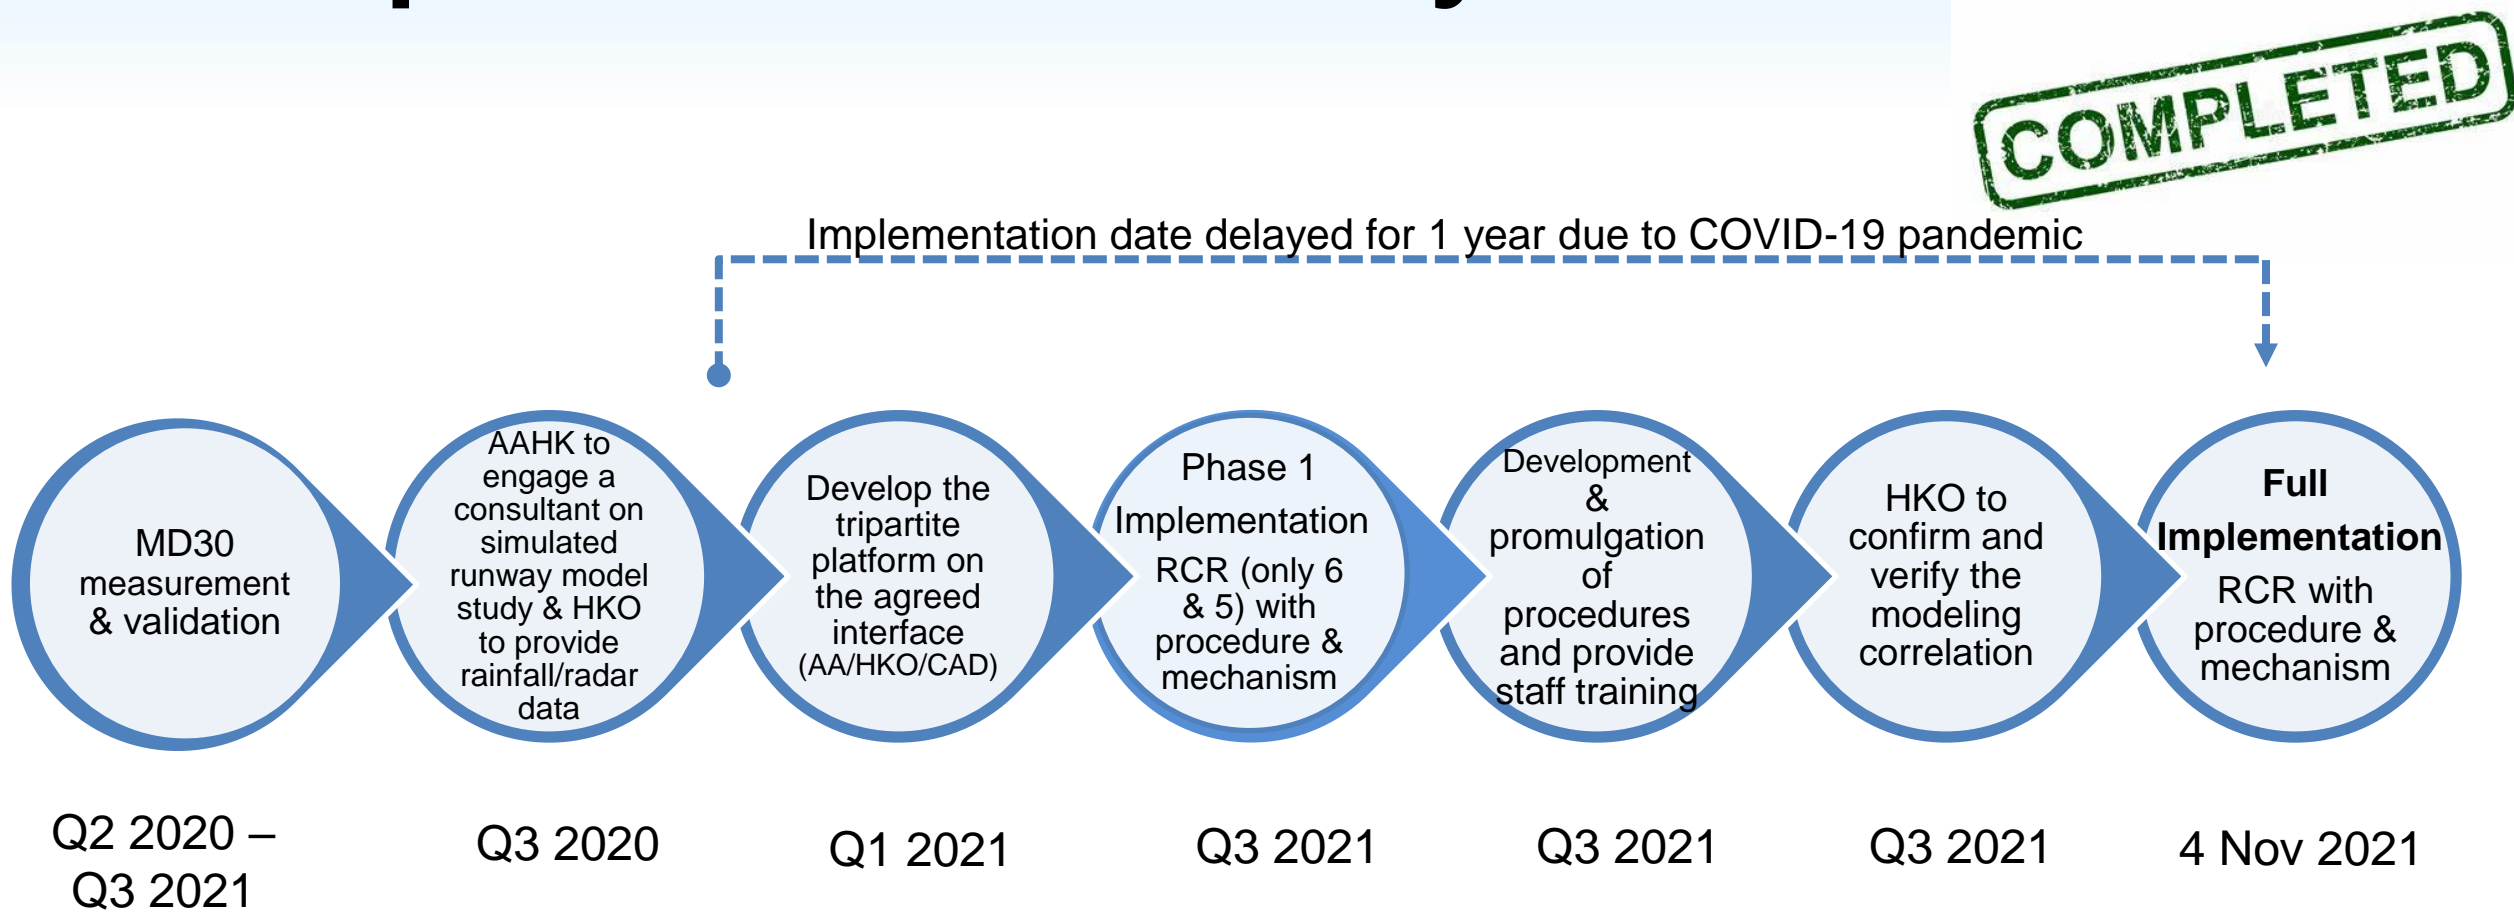 COMPLETED
Implementation date delayed for 1 year due to COVID-19 pandemic
MD30
measurement
& validation
AAHK to
engage a
consultant on
simulated
runway model
study & HKO
to provide
rainfall/radar
data
Develop the
tripartite
platform on
the agreed
interface
(AA/HKO/CAD)
Phase 1
Implementation
RCR (only 6
& 5) with
procedure &
mechanism
Development
&
promulgation
of
procedures
and provide
staff training
HKO to
confirm and
verify the
modeling
correlation
Full
Implementation
RCR with
procedure &
mechanism
Q2 2020 –
Q3 2021
Q3 2020
Q1 2021
Q3 2021
Q3 2021
Q3 2021
4 Nov 2021